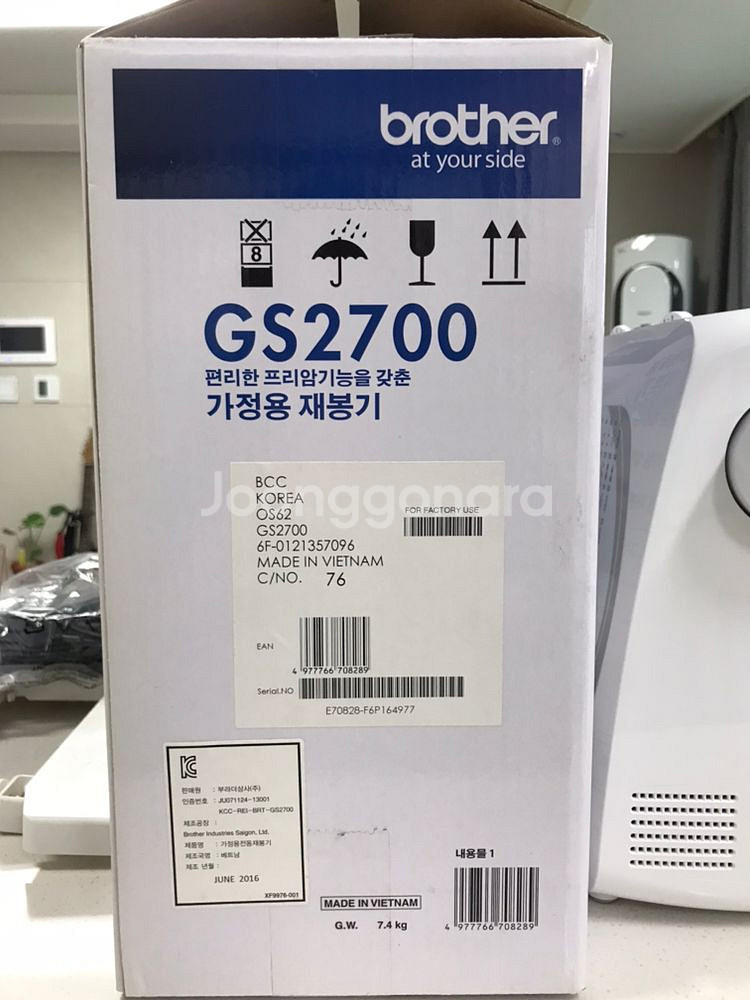 brother
at your side
8
GS2700
편리한 프리암기능을 갖춘
가정용 재봉기
Joonggonara
BCC
KOREA
OS62
GS2700
6F-0121357096
MADE IN VIETNAM
C/NO. 76
FOR FACTORY USE
EAN
4 977766 708289
Serial.NO
E70828-F6P164977
판매원 : 부라더상사(주)
인증번호 : JU071124-13001
KCC-REI-BRT-GS2700
제조공장 :
Brother Industries Saigon, Ltd.
제품명 : 가정용전동재봉기
제조국명 : 베트남
제조 년월 :
JUNE 2016
XF9976-001
내용물 1
MADE IN VIETNAM
G.W. 7.4 kg
4 977766 708289